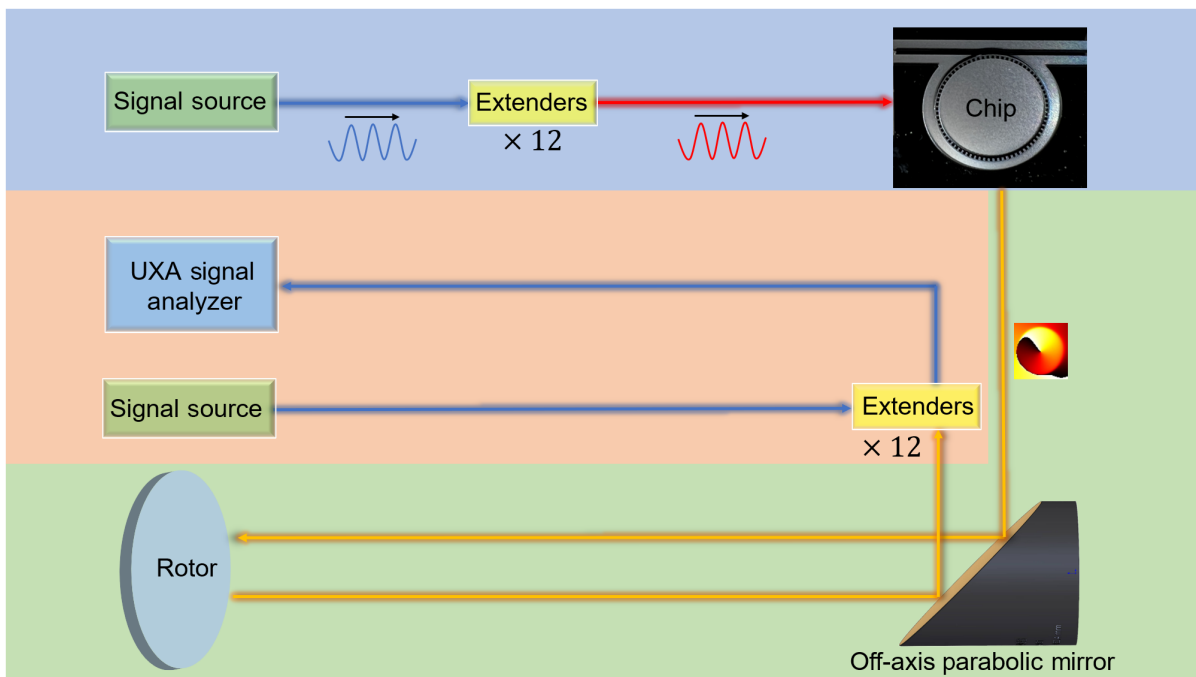 Signal source
Extenders
× 12
Chip
UXA signal
analyzer
Signal source
Extenders
× 12
Rotor
Off-axis parabolic mirror